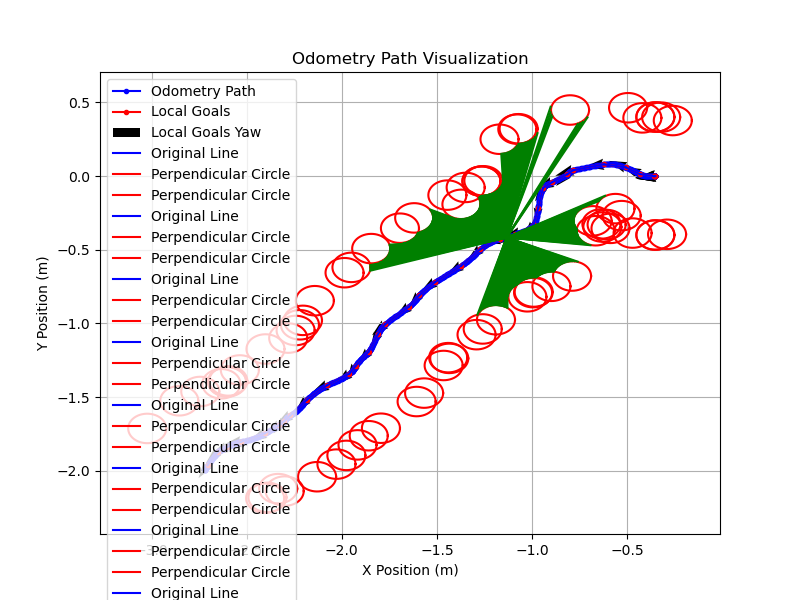 Odometry Path Visualization
Y Position (m)
0.5
0.0
−0.5
−1.0
−1.5
−2.0
Odometry Path
Local Goals
Local Goals Yaw
Original Line
Perpendicular Circle
Perpendicular Circle
Original Line
Perpendicular Circle
Perpendicular Circle
Original Line
Perpendicular Circle
Perpendicular Circle
Original Line
Perpendicular Circle
Perpendicular Circle
Original Line
Perpendicular Circle
Perpendicular Circle
Original Line
Perpendicular Circle
Perpendicular Circle
Original Line
Perpendicular Circle
Perpendicular Circle
Original Line
−2.0 −1.5 −1.0 −0.5
X Position (m)